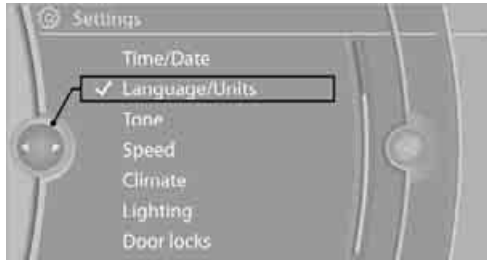 Settings
Time/Date
Language/Units
Tone
Speed
Climate
Lighting
Door locks